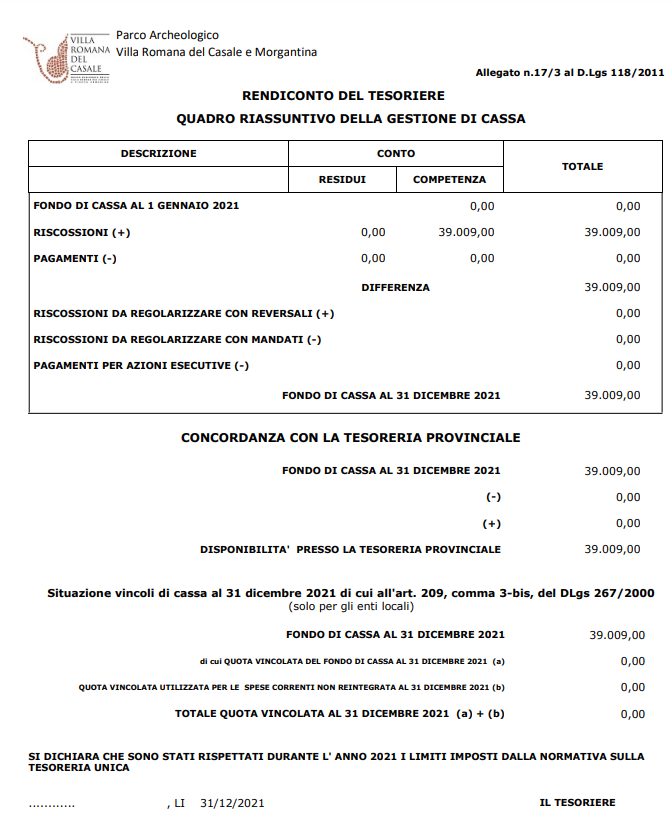 VILLA
ROMANA
DEL
CASALE
Parco Archeologico
Villa Romana del Casale e Morgantina
Allegato n.17/3 al D.Lgs 118/2011
RENDICONTO DEL TESORIERE
QUADRO RIASSUNTIVO DELLA GESTIONE DI CASSA
DESCRIZIONE CONTO TOTALE
RESIDUI COMPETENZA
FONDO DI CASSA AL 1 GENNAIO 2021 0,00 0,00
RISCOSSIONI (+) 0,00 39.009,00 39.009,00
PAGAMENTI (-) 0,00 0,00 0,00
DIFFERENZA 39.009,00
RISCOSSIONI DA REGOLARIZZARE CON REVERSALI (+) 0,00
RISCOSSIONI DA REGOLARIZZARE CON MANDATI (-) 0,00
PAGAMENTI PER AZIONI ESECUTIVE (-) 0,00
FONDO DI CASSA AL 31 DICEMBRE 2021 39.009,00
CONCORDANZA CON LA TESORERIA PROVINCIALE
FONDO DI CASSA AL 31 DICEMBRE 2021 39.009,00
(-) 0,00
(+) 0,00
DISPONIBILITA' PRESSO LA TESORERIA PROVINCIALE 39.009,00
Situazione vincoli di cassa al 31 dicembre 2021 di cui all'art. 209, comma 3-bis, del DLgs 267/2000
(solo per gli enti locali)
FONDO DI CASSA AL 31 DICEMBRE 2021 39.009,00
di cui QUOTA VINCOLATA DEL FONDO DI CASSA AL 31 DICEMBRE 2021 (a) 0,00
QUOTA VINCOLATA UTILIZZATA PER LE SPESE CORRENTI NON REINTEGRATA AL 31 DICEMBRE 2021 (b) 0,00
TOTALE QUOTA VINCOLATA AL 31 DICEMBRE 2021 (a) + (b) 0,00
SI DICHIARA CHE SONO STATI RISPETTATI DURANTE L' ANNO 2021 I LIMITI IMPOSTI DALLA NORMATIVA SULLA
TESORERIA UNICA
............ , LI 31/12/2021 IL TESORIERE